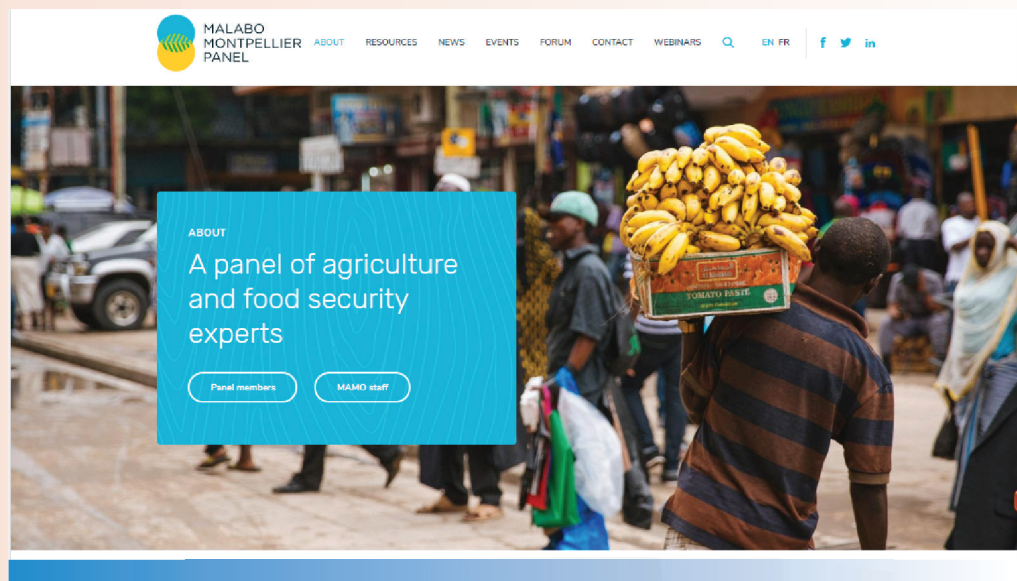 MALABO
MONTPELLIER
PANEL
ABOUT RESOURCES NEWS EVENTS FORUM CONTACT WEBINARS EN FR
ABOUT
A panel of agriculture
and food security
experts
Panel members MAMO staff
TOMATO PASTE